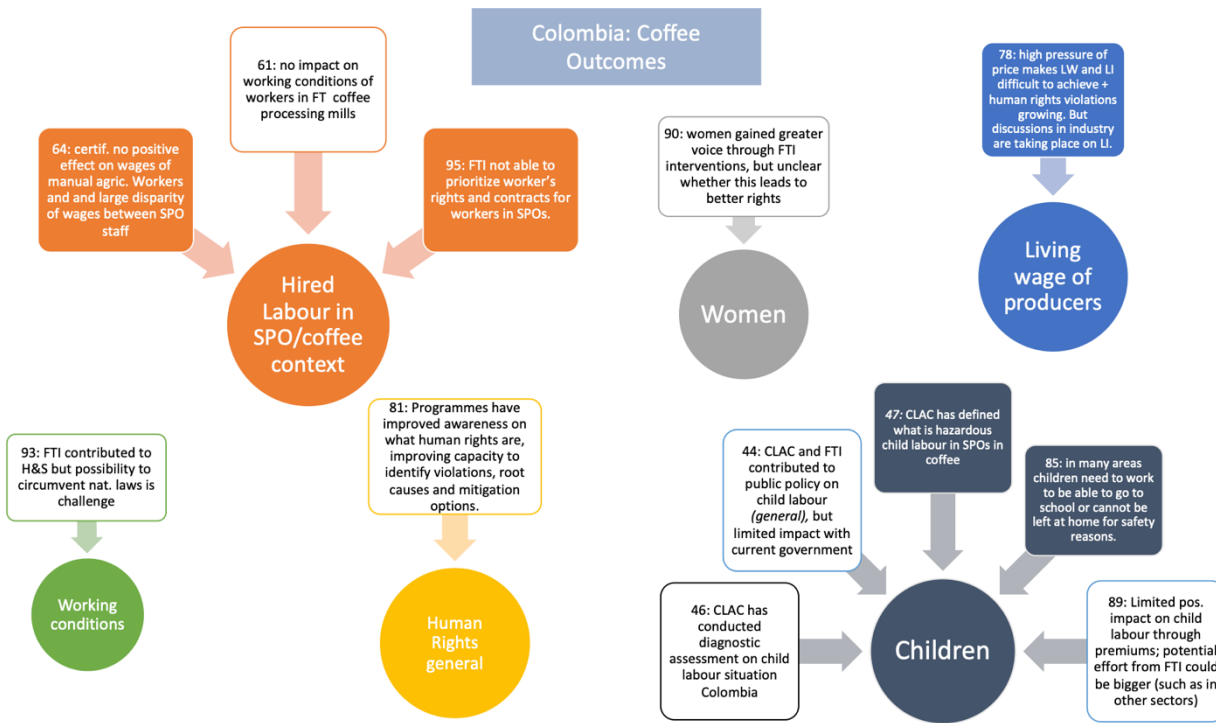 Colombia: Coffee
Outcomes
61: no impact on
working conditions of
workers in FT coffee
processing mills
64: certif. no positive
effect on wages of
manual agric. Workers
and and large disparity
of wages between SPO
staff
95: FTI not able to
prioritize worker's
rights and contracts for
workers in SPOs.
Hired
Labour in
SPO/coffee
context
90: women gained greater
voice through FTI
interventions, but unclear
whether this leads to
better rights
Women
78: high pressure of
price makes LW and LI
difficult to achieve +
human rights violations
growing. But
discussions in industry
are taking place on LI.
Living
wage of
producers
93: FTI contributed to
H&S but possibility to
circumvent nat. laws is
challenge
Working
conditions
81: Programmes have
improved awareness on
what human rights are,
improving capacity to
identify violations, root
causes and mitigation
options.
Human
Rights
general
44: CLAC and FTI
contributed to
public policy on
child labour
(general), but
limited impact with
current government
47: CLAC has defined
what is hazardous
child labour in SPOs in
coffee
85: in many areas
children need to work
to be able to go to
school or cannot be
left at home for safety
reasons.
46: CLAC has
conducted
diagnostic
assessment on child
labour situation
Colombia
Children
89: Limited pos.
impact on child
labour through
premiums; potential
effort from FTI could
be bigger (such as in
other sectors)